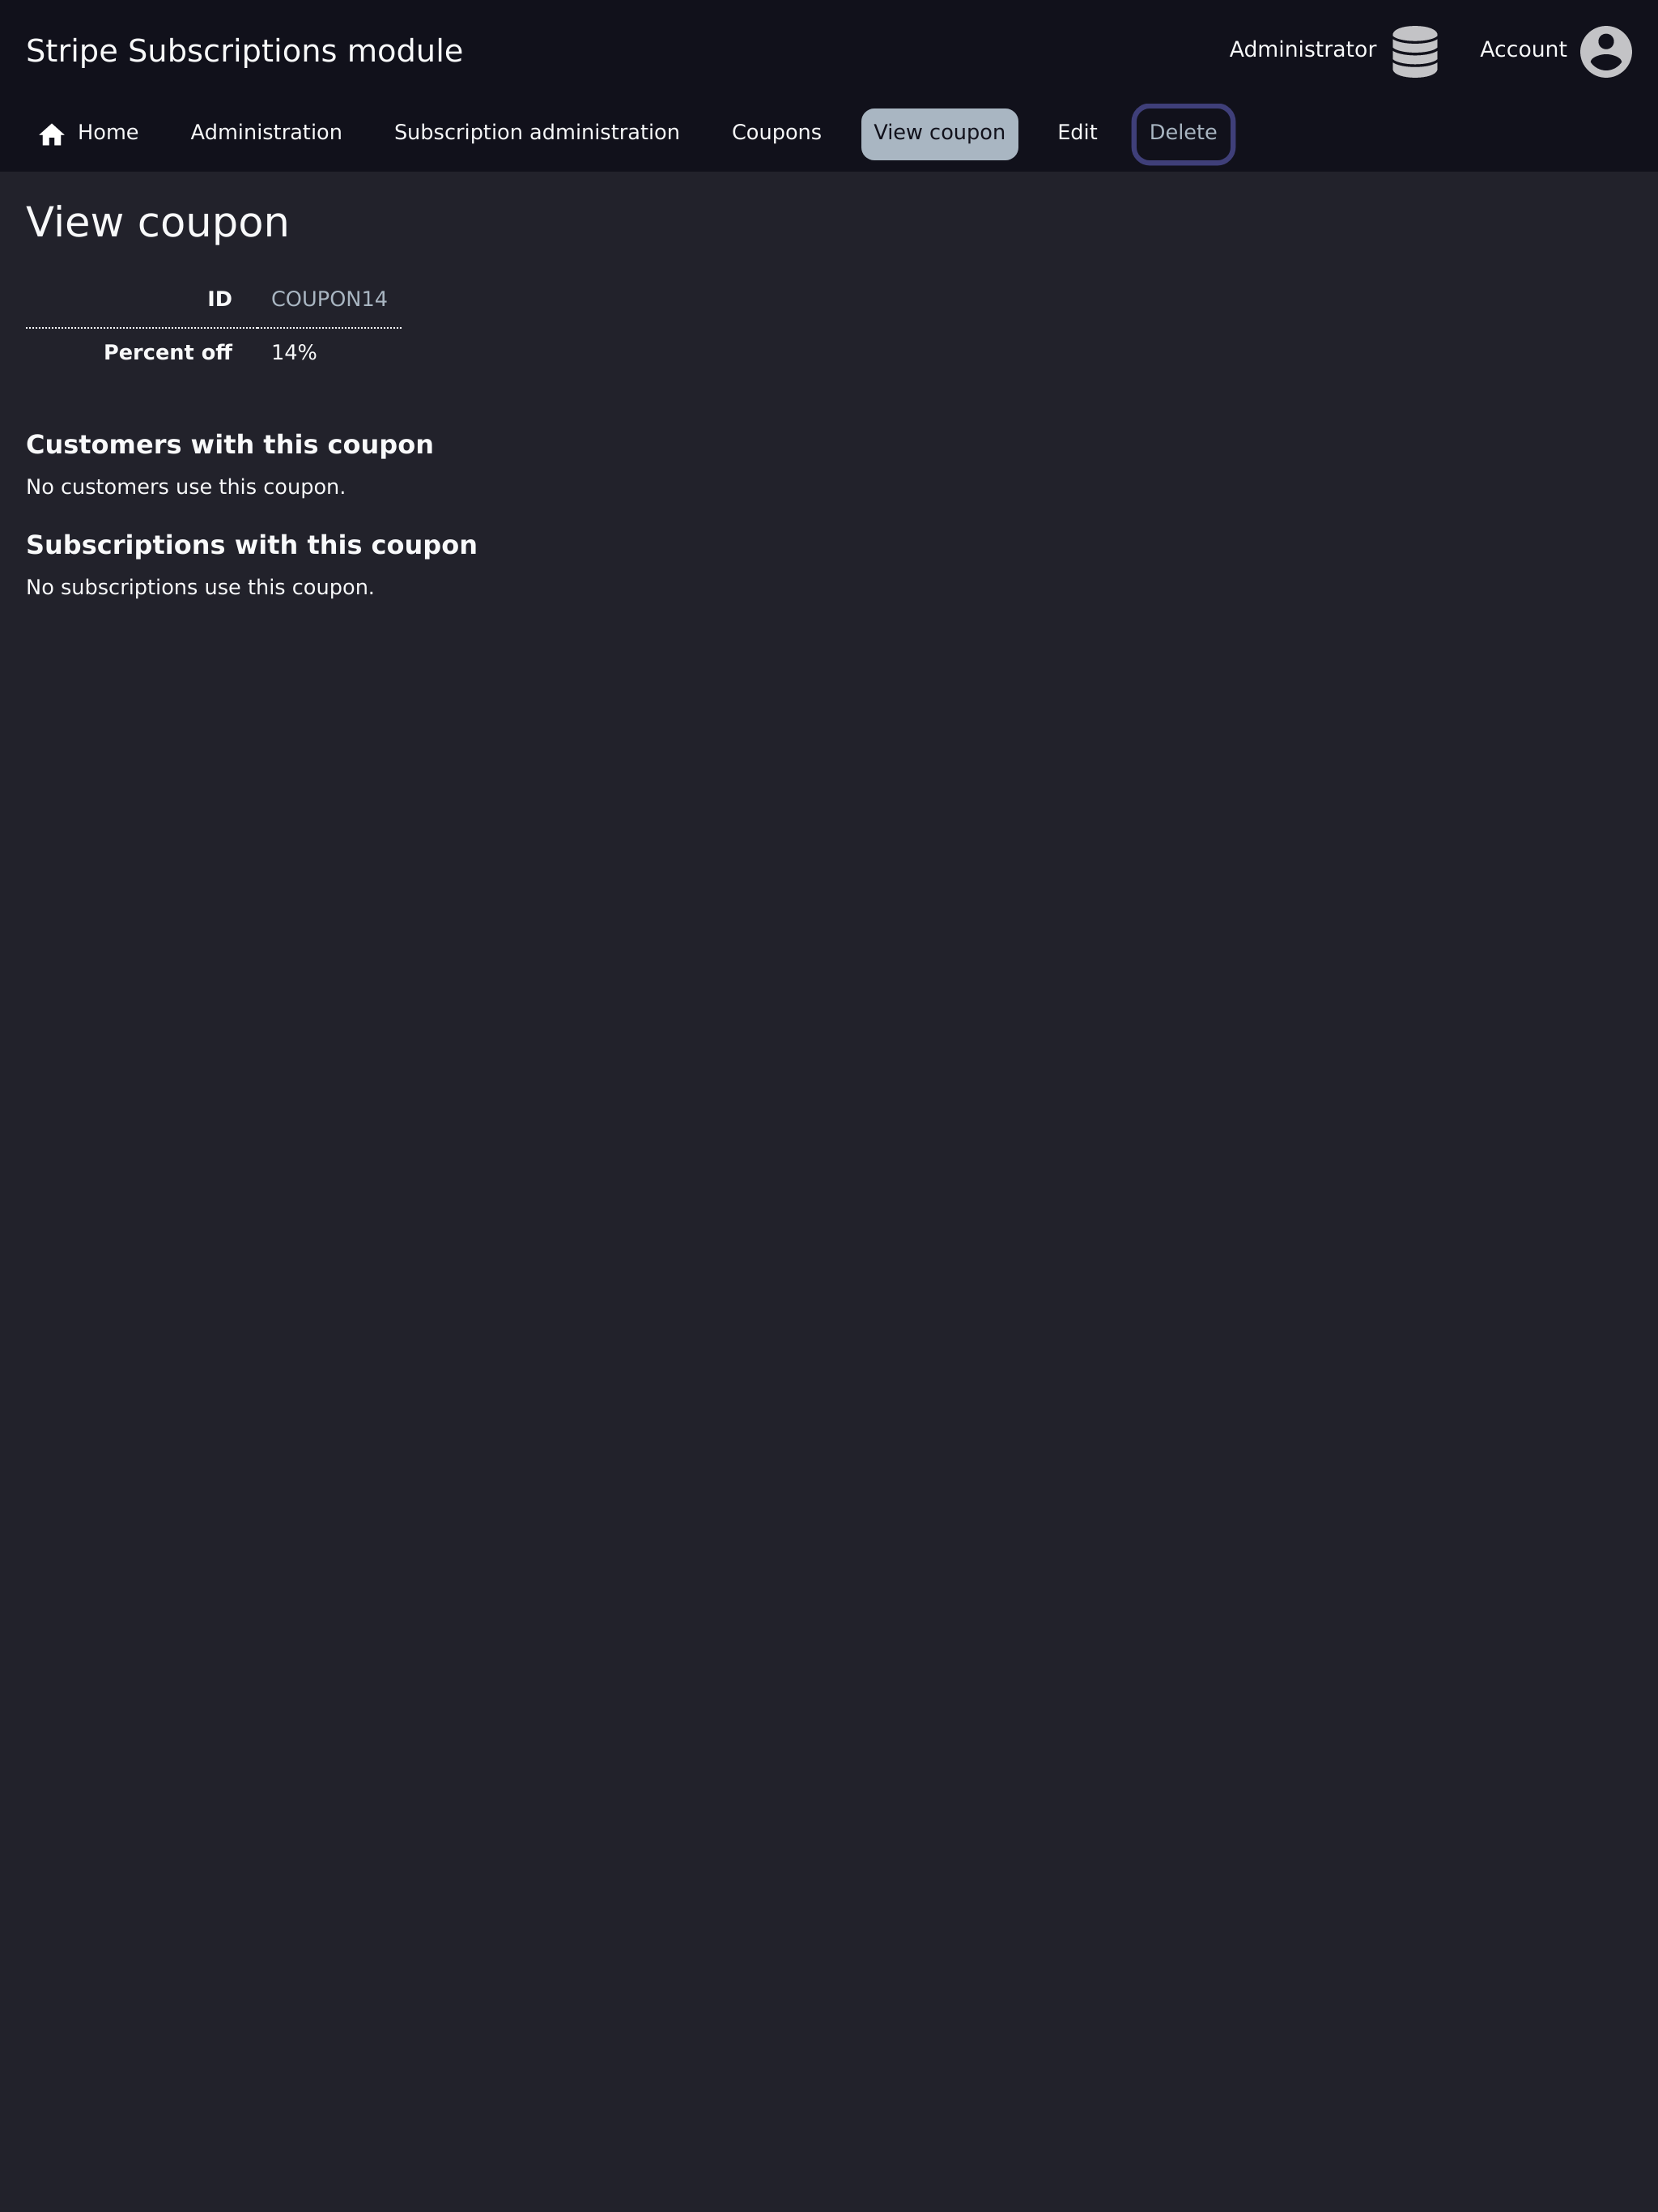 Stripe Subscriptions module
Administrator
Account
Home
Administration
Subscription administration
Coupons
View coupon
Edit
Delete
View coupon
ID COUPON14
Percent off 14%
Customers with this coupon
No customers use this coupon.
Subscriptions with this coupon
No subscriptions use this coupon.